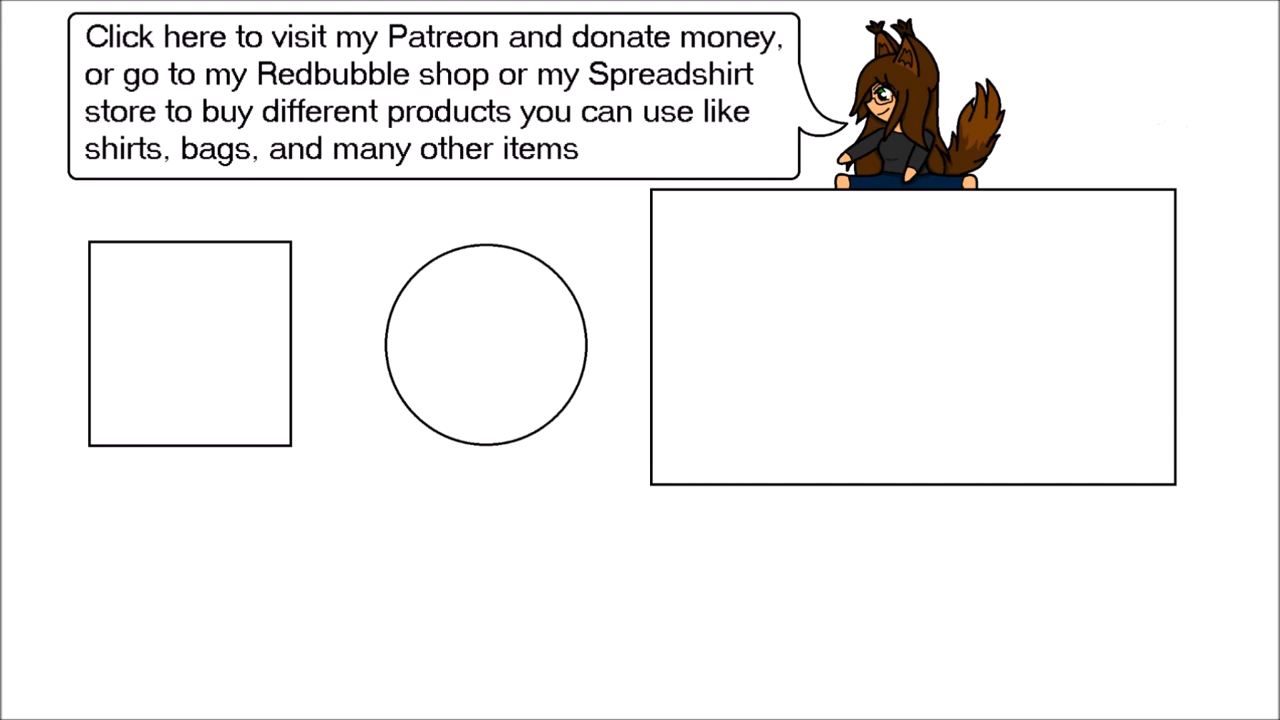 Click here to visit my Patreon and donate money,
or go to my Redbubble shop or my Spreadshirt
store to buy different products you can use like
shirts, bags, and many other items